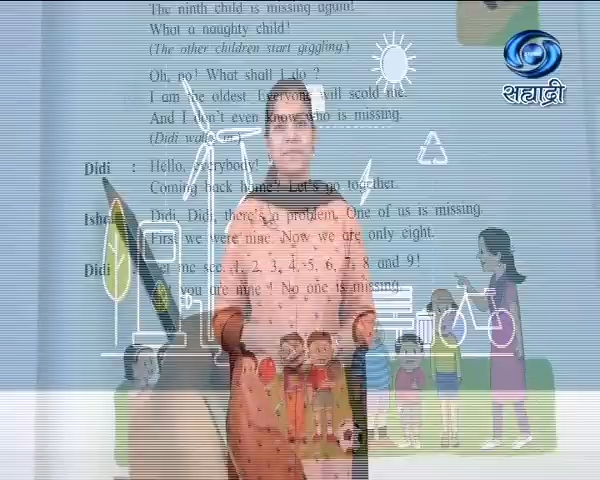 The ninth child is missing again!
What a naughty child!
(The other children start giggling.)
Oh, no! What shall I do ?
I am the oldest. Everyone will scold me.
And I don't even know who is missing.
(Didi walks in.)
Didi : Hello, everybody!
Coming back home? Let's go together.
Isha Didi, Didi, there's a problem. One of us is missing.
First we were nine. Now we are only eight.
Didi : me see. 1, 2, 3, 4, 5, 6, 7, 8 and 9!
you are nine ! No one is missing.
सह्याद्री